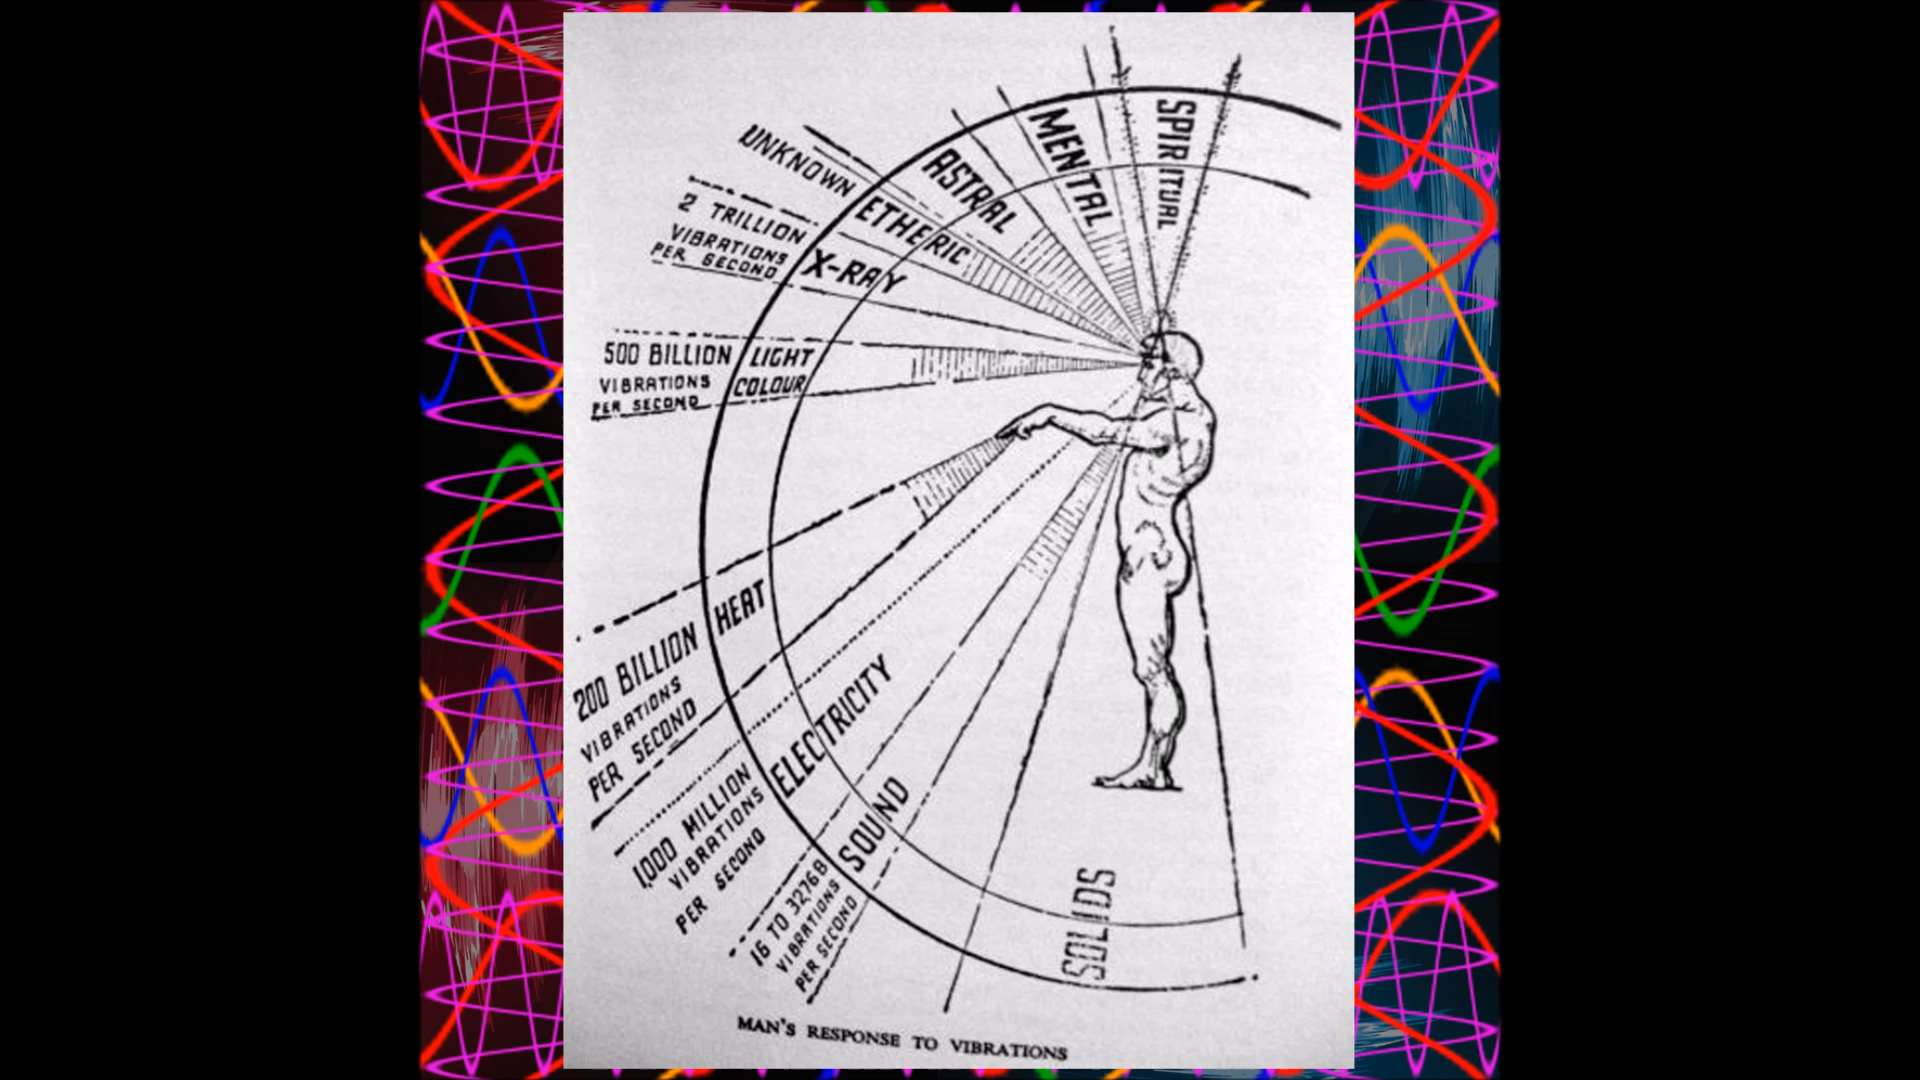 SPIRITUAL
MENTAL
ASTRAL
UNKNOWN
ETHERIC
2 TRILLION
VIBRATIONS
PER SECOND
X-RAY
500 BILLION
VIBRATIONS
PER SECOND
LIGHT
COLOUR
HEAT
200 BILLION
VIBRATIONS
PER SECOND
ELECTRICITY
1,000 MILLION
VIBRATIONS
PER SECOND
SOUND
16 TO 32768
VIBRATIONS
PER SECOND
SOLIDS
MAN'S RESPONSE TO VIBRATIONS